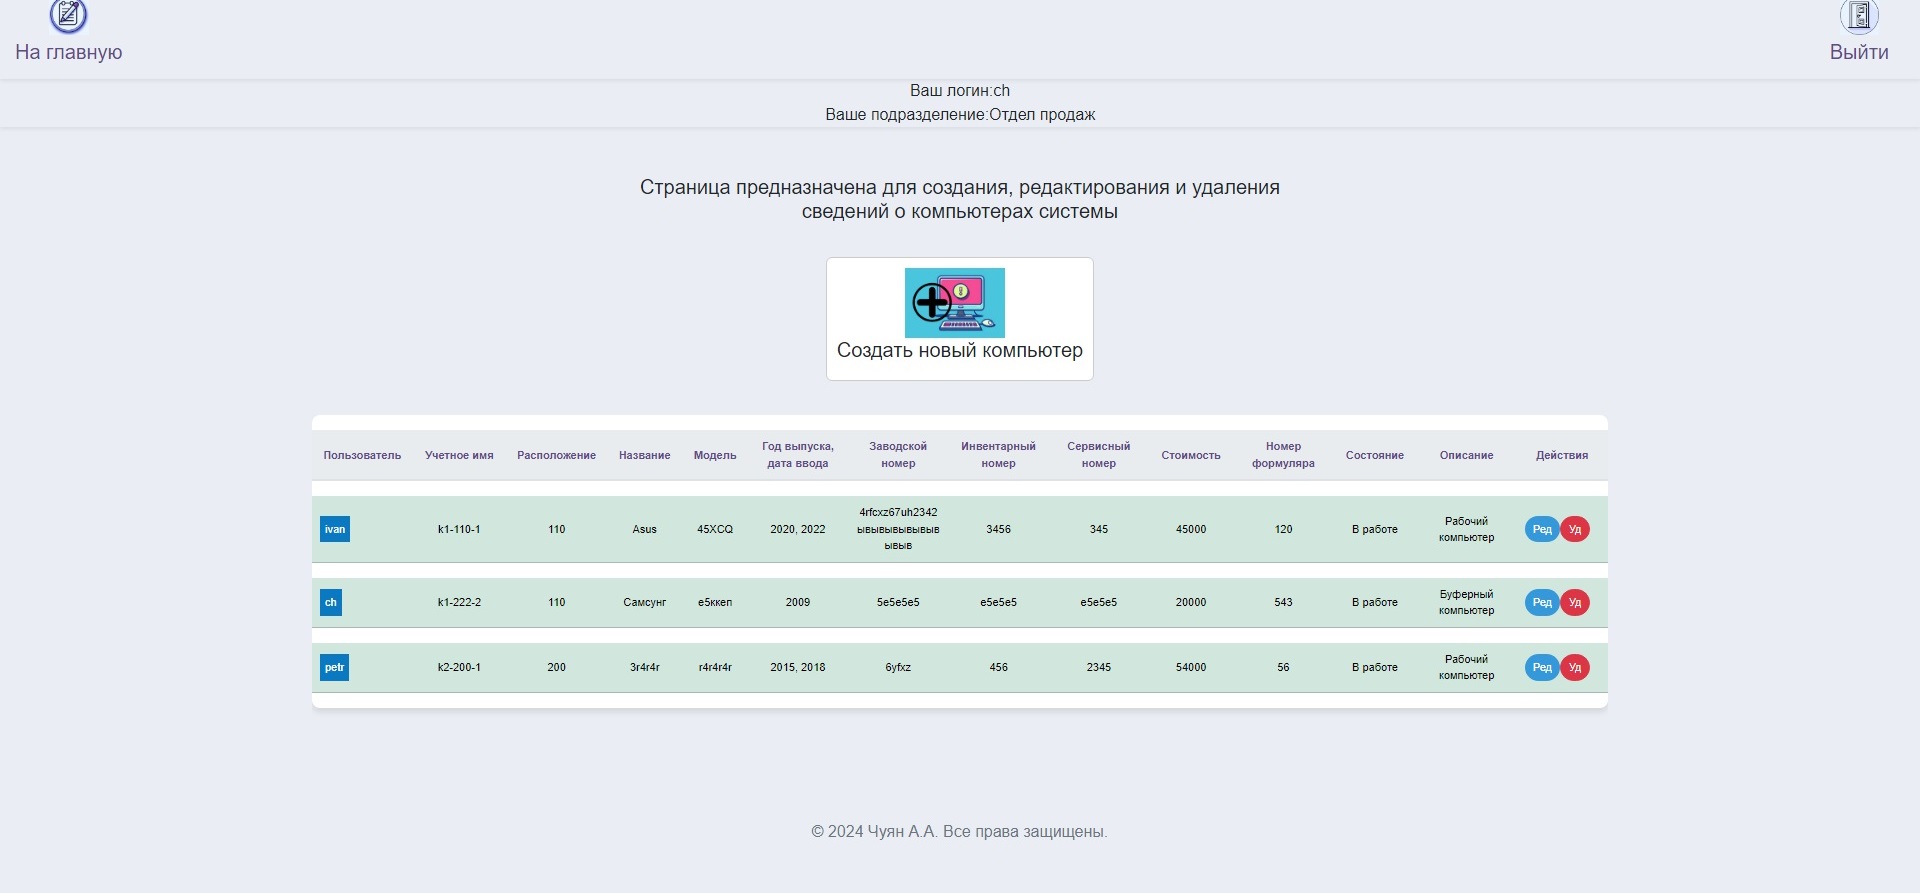 На главную
Выйти
Ваш логин:ch
Ваше подразделение:Отдел продаж
Страница предназначена для создания, редактирования и удаления
сведений о компьютерах системы
Создать новый компьютер
Пользователь Учетное имя Расположение Название Модель Год выпуска, дата ввода Заводской номер Инвентарный номер Сервисный номер Стоимость Номер формуляра Состояние Описание Действия
ivan k1-110-1 110 Asus 45XCQ 2020, 2022 4rfcxz67uh2342 ывывывывывыв ывыв 3456 345 45000 120 В работе Рабочий компьютер Ред Уд
ch k1-222-2 110 Самсунг е5ккеп 2009 5e5e5e5 e5e5e5 e5e5e5 20000 543 В работе Буферный компьютер Ред Уд
petr k2-200-1 200 3r4r4r r4r4r4r 2015, 2018 6yfxz 456 2345 54000 56 В работе Рабочий компьютер Ред Уд
© 2024 Чуян А.А. Все права защищены.